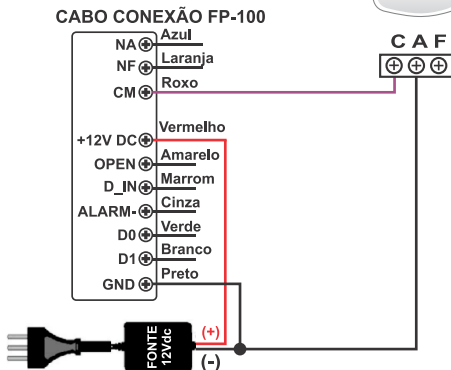 CABO CONEXÃO FP-100
NA Azul
NF Laranja
CM Roxo
+12V DC Vermelho
OPEN Amarelo
D_IN Marrom
ALARM- Cinza
D0 Verde
D1 Branco
GND Preto
C A F
FONTE
12Vdc
(+)
(-)